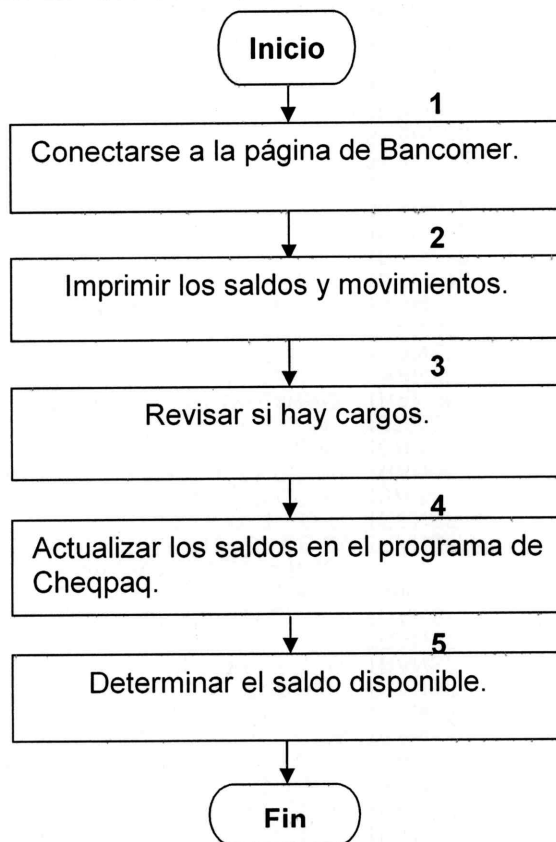 Inicio
1
Conectarse a la página de Bancomer.
2
Imprimir los saldos y movimientos.
3
Revisar si hay cargos.
4
Actualizar los saldos en el programa de
Cheqpaq.
5
Determinar el saldo disponible.
Fin